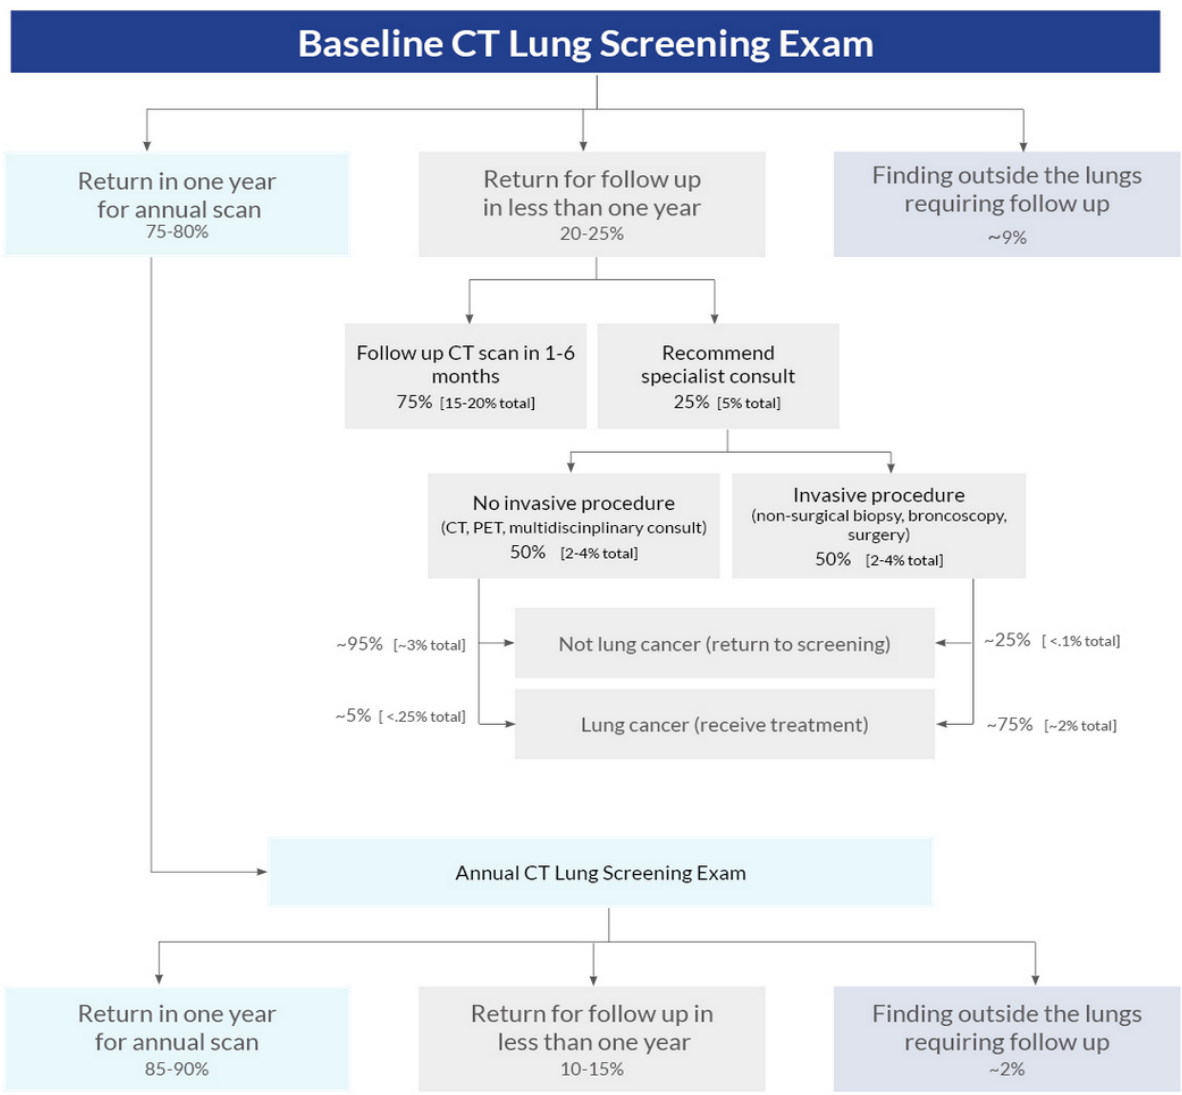 Baseline CT Lung Screening Exam
Return in one year
for annual scan
75-80%
Return for follow up
in less than one year
20-25%
Finding outside the lungs
requiring follow up
~9%
Follow up CT scan in 1-6
months
75% [15-20% total]
Recommend
specialist consult
25% [5% total]
No invasive procedure
(CT, PET, multidiscinplinary consult)
50% [2-4% total]
Invasive procedure
(non-surgical biopsy, broncoscopy,
surgery)
50% [2-4% total]
~95% [~3% total]
Not lung cancer (return to screening)
~25% [ <.1% total]
~5% [ <.25% total]
Lung cancer (receive treatment)
~75% [~2% total]
Annual CT Lung Screening Exam
Return in one year
for annual scan
85-90%
Return for follow up in
less than one year
10-15%
Finding outside the lungs
requiring follow up
~2%